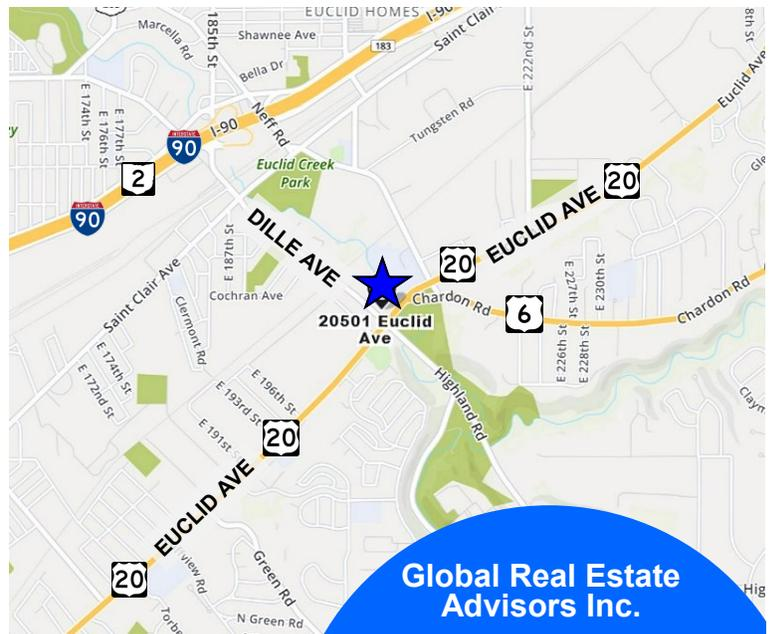 EUCLID HOMES
I-90
Marcella Rd
185th St
Shawnee Ave
183
Saint Clair
E 222nd St
8th St
Bella Dr
Euclid Ave
E 174th St
E 176th St
E 177th St
Neff Rd
I-90
90
Tungsten Rd
2
Euclid Creek
Park
20
90
DILLE AVE
EUCLID AVE
E 187th St
20
E 227th St
E 230th St
Saint Clair Ave
Cochran Ave
Chardon Rd
6
Chardon Rd
20501 Euclid
Ave
Clermont Rd
E 226th St
E 228th St
E 174th St
E 172nd St
E 196th St
E 193rd St
E 191st S
Highland Rd
20
EUCLID AVE
20
view Rd
Green Rd
N Green Rd
Global Real Estate
Advisors Inc.